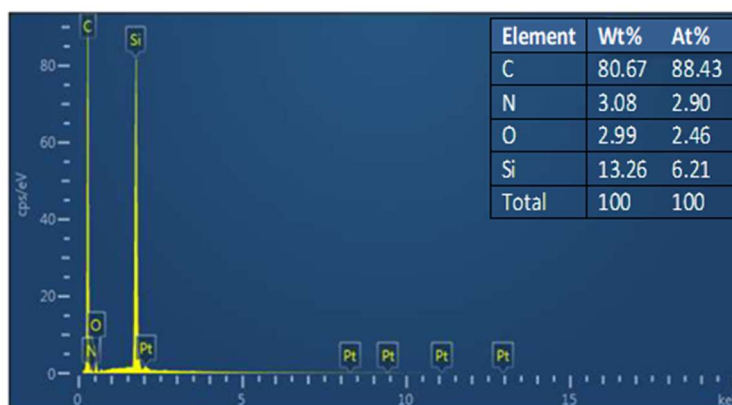 C
Si
O
N
Pt
Pt
Pt
Pt
Pt
cps/eV
80
60
40
20
0
0
5
10
15
ke
Element Wt% At%
C 80.67 88.43
N 3.08 2.90
O 2.99 2.46
Si 13.26 6.21
Total 100 100